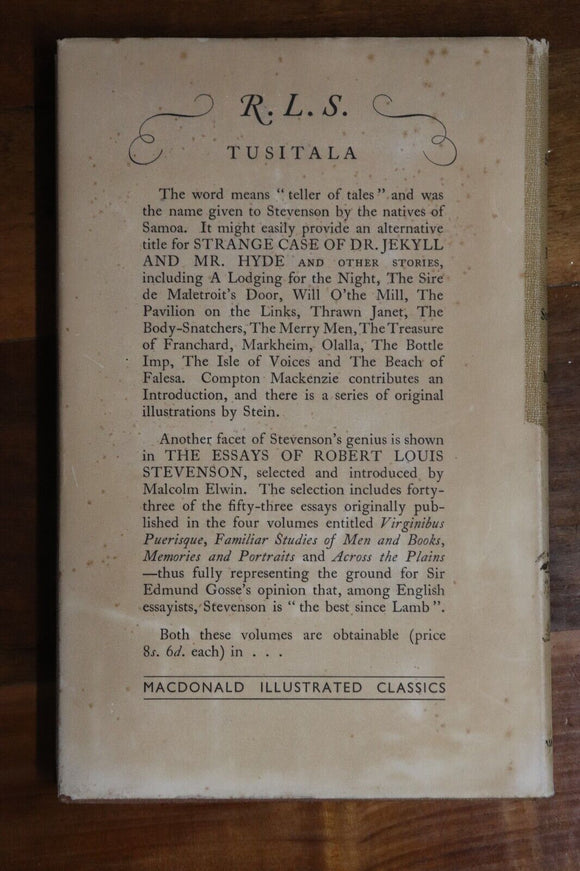 R. L. S.
TUSITALA
The word means “ teller of tales ” and was
the name given to Stevenson by the natives of
Samoa. It might easily provide an alternative
title for STRANGE CASE OF DR. JEKYLL
AND MR. HYDE AND OTHER STORIES,
including A Lodging for the Night, The Sire
de Maletroit's Door, Will O'the Mill, The
Pavilion on the Links, Thrawn Janet, The
Body-Snatchers, The Merry Men, The Treasure
of Franchard, Markheim, Olalla, The Bottle
Imp, The Isle of Voices and The Beach of
Falesa. Compton Mackenzie contributes an
Introduction, and there is a series of original
illustrations by Stein.
Another facet of Stevenson's genius is shown
in THE ESSAYS OF ROBERT LOUIS
STEVENSON, selected and introduced by
Malcolm Elwin. The selection includes forty-
three of the fifty-three essays originally pub-
lished in the four volumes entitled Virginibus
Puerisque, Familiar Studies of Men and Books,
Memories and Portraits and Across the Plains
—thus fully representing the ground for Sir
Edmund Gosse's opinion that, among English
essayists, Stevenson is “ the best since Lamb ”.
Both these volumes are obtainable (price
8s. 6d. each) in . . .
MACDONALD ILLUSTRATED CLASSICS